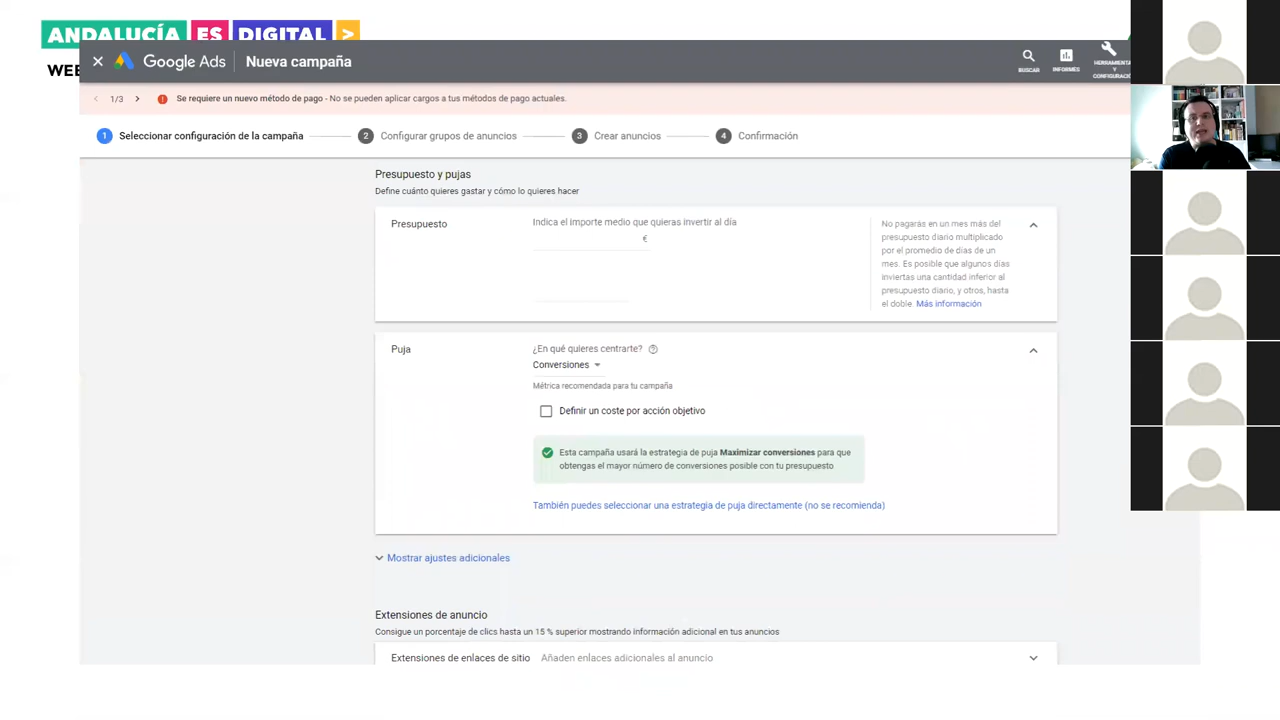 ANDALUCÍA ES DIGITAL >
WEB
Google Ads
Nueva campaña
BUSCAR
INFORMES
HERRAMIENTA
Y
CONFIGURACIÓ
1/3
Se requiere un nuevo método de pago - No se pueden aplicar cargos a tus métodos de pago actuales.
1 Seleccionar configuración de la campaña
2 Configurar grupos de anuncios
3 Crear anuncios
4 Confirmación
Presupuesto y pujas
Define cuánto quieres gastar y cómo lo quieres hacer
Presupuesto
Indica el importe medio que quieras invertir al día
€
No pagarás en un mes más del
presupuesto diario multiplicado
por el promedio de días de un
mes. Es posible que algunos días
inviertas una cantidad inferior al
presupuesto diario, y otros, hasta
el doble. Más información
Puja
¿En qué quieres centrarte?
Conversiones
Métrica recomendada para tu campaña
Definir un coste por acción objetivo
Esta campaña usará la estrategia de puja Maximizar conversiones para que
obtengas el mayor número de conversiones posible con tu presupuesto
También puedes seleccionar una estrategia de puja directamente (no se recomienda)
Mostrar ajustes adicionales
Extensiones de anuncio
Consigue un porcentaje de clics hasta un 15 % superior mostrando información adicional en tus anuncios
Extensiones de enlaces de sitio
Añaden enlaces adicionales al anuncio